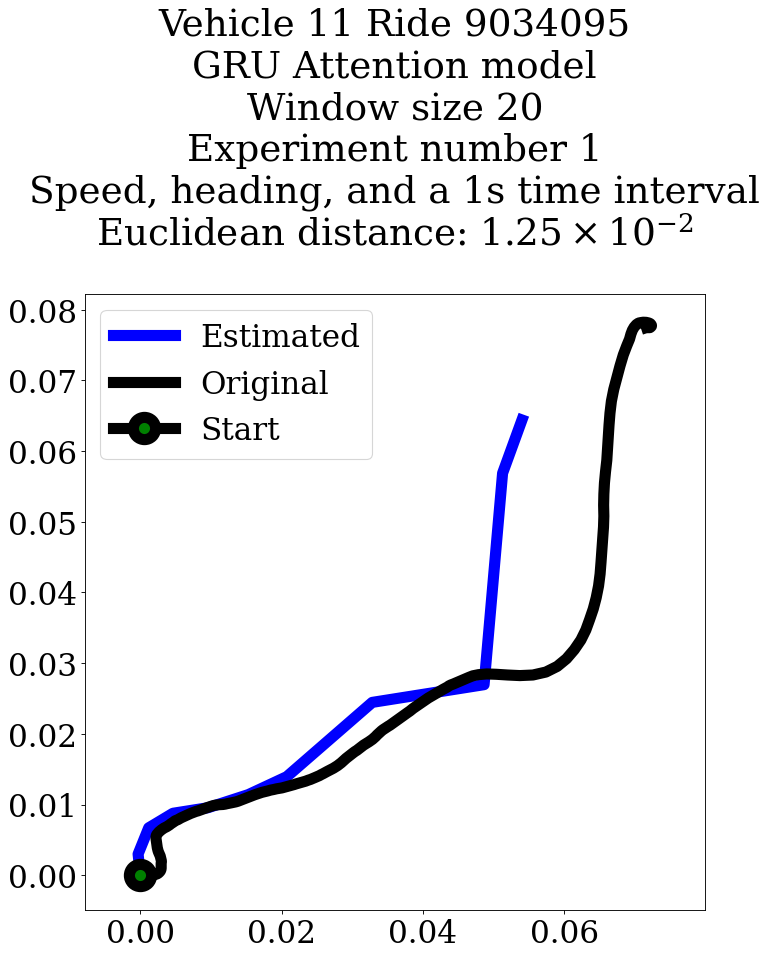 Vehicle 11 Ride 9034095
GRU Attention model
Window size 20
Experiment number 1
Speed, heading, and a 1s time interval
Euclidean distance: 1.25 × 10⁻²
Estimated
Original
Start
0.08
0.07
0.06
0.05
0.04
0.03
0.02
0.01
0.00
0.00 0.02 0.04 0.06